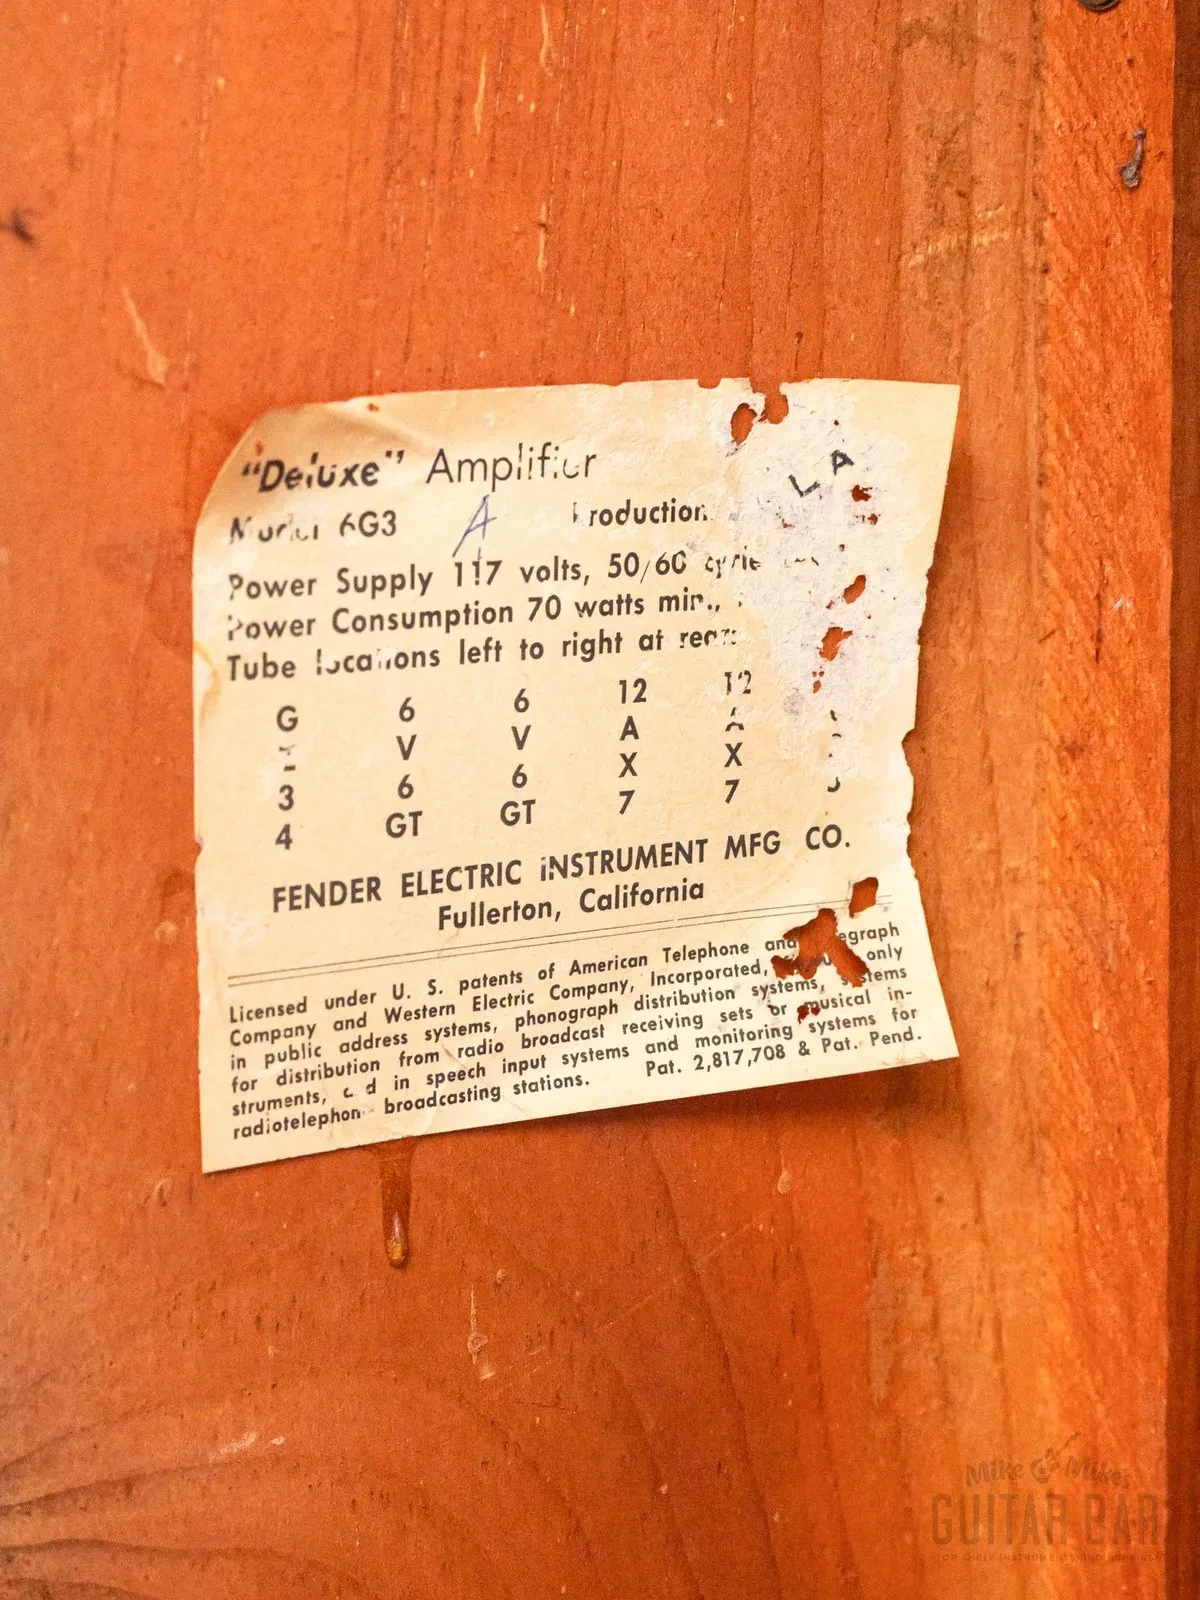 "Deluxe" Amplifier L A
Model 6G3 A Production
Power Supply 117 volts, 50/60
Power Consumption 70 watts min.,
Tube locations left to right at rear:
G 6 6 12 12
V V A A
3 6 6 X X
4 GT GT 7 7
FENDER ELECTRIC INSTRUMENT MFG CO.
Fullerton, California
Licensed under U. S. patents of American Telephone and
Company and Western Electric Company, Incorporated, only
in public address systems, phonograph distribution systems, systems
for distribution from radio broadcast receiving sets or musical in-
struments, in speech input systems and monitoring systems for
broadcasting stations. Pat. 2,817,708 & Pat. Pend.
Mike & Mike's
GUITAR BAR